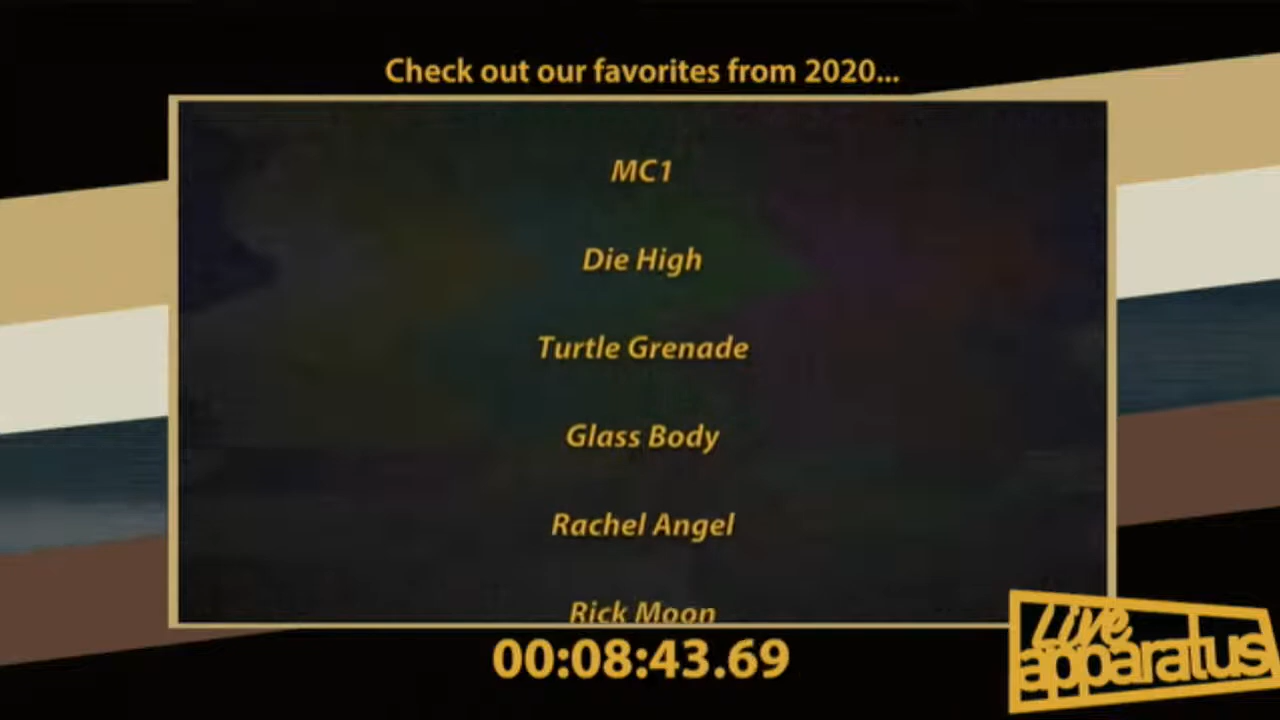 Check out our favorites from 2020...
MC1
Die High
Turtle Grenade
Glass Body
Rachel Angel
Rick Moon
00:08:43.69
Live
apparatus